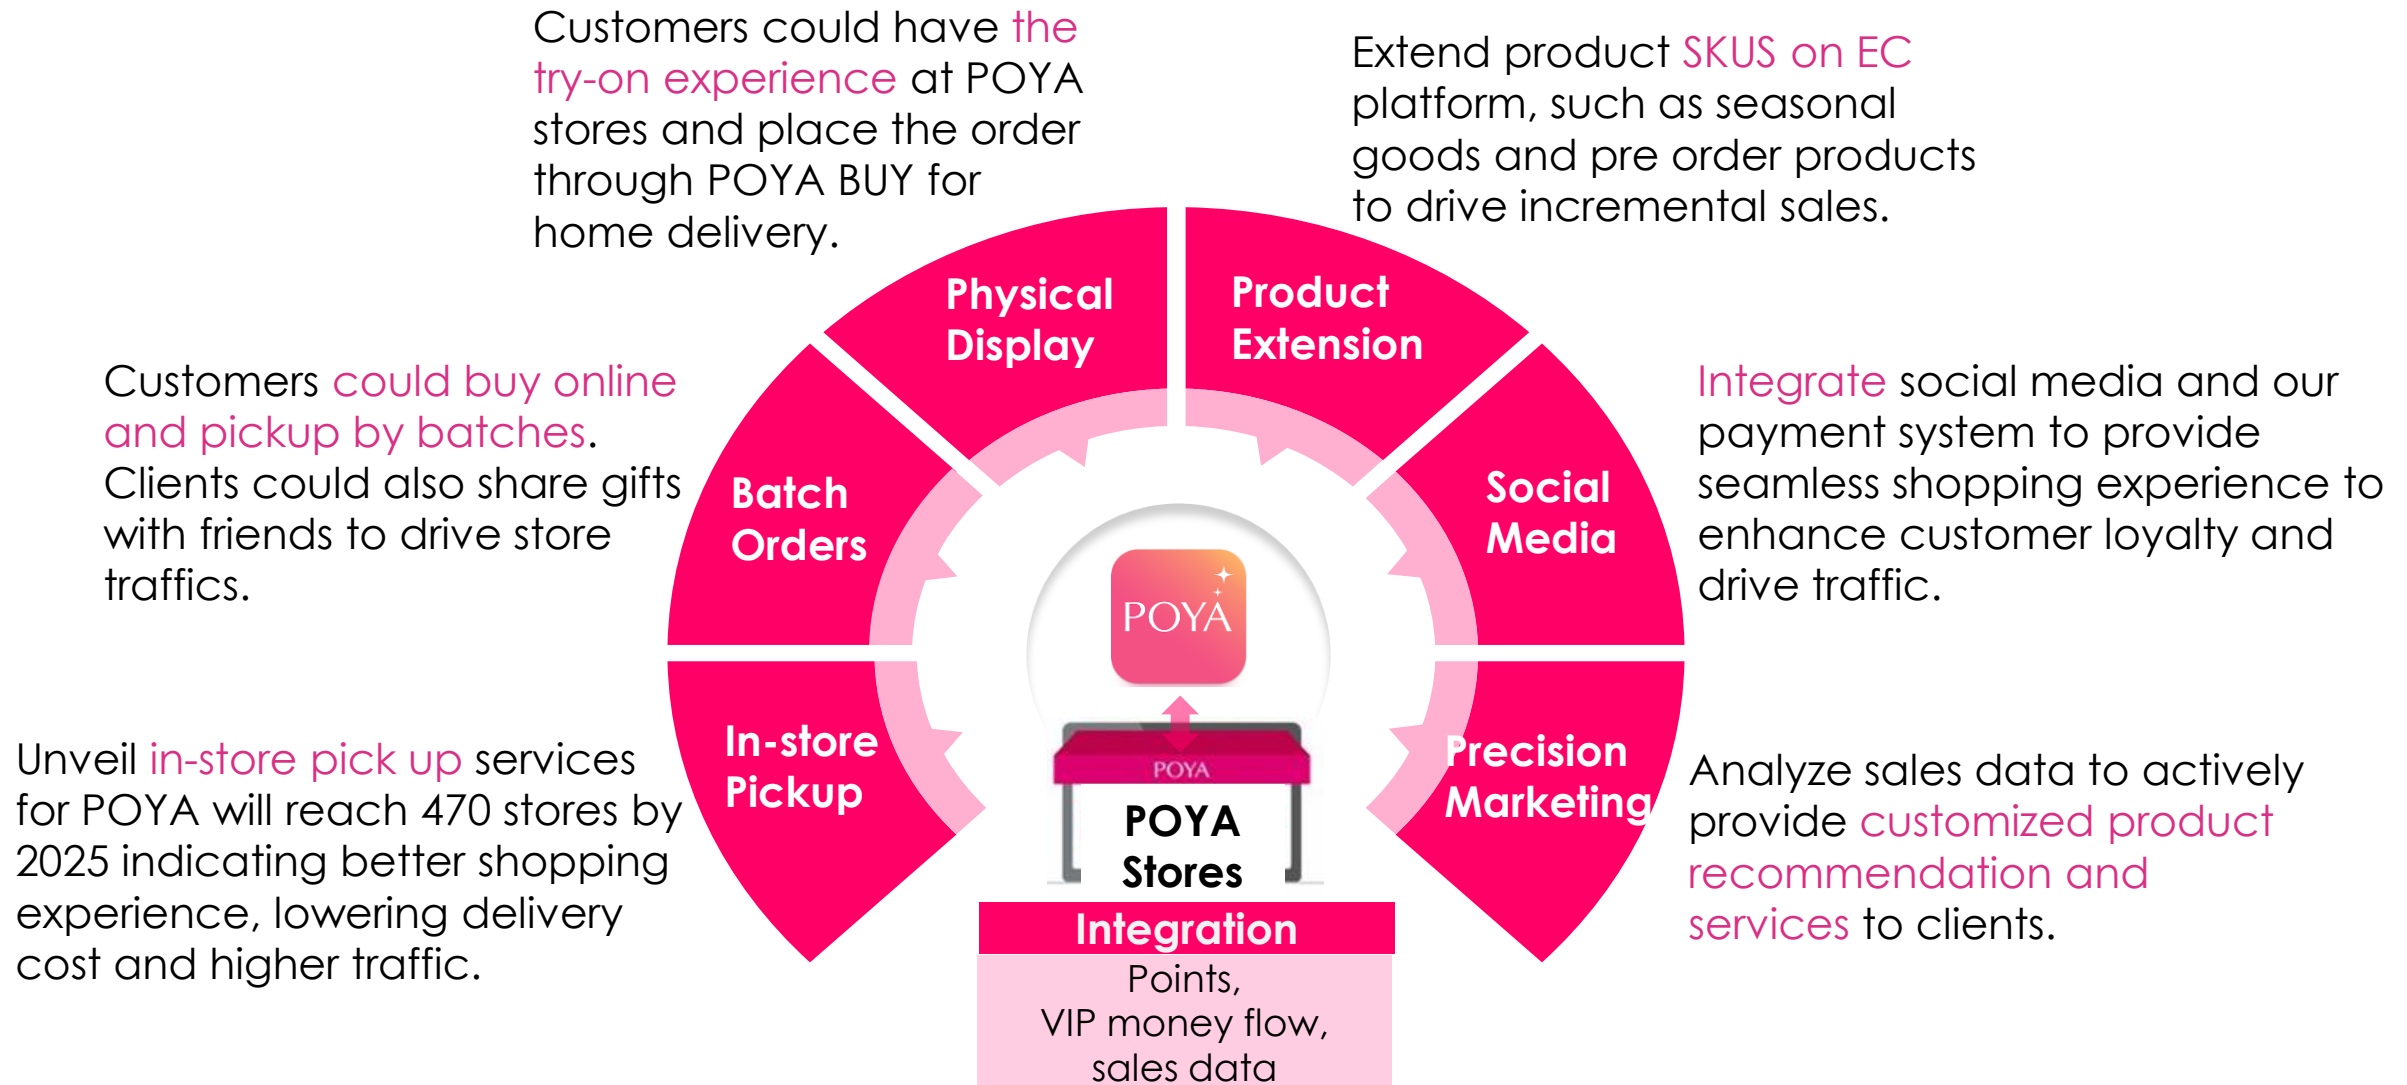 Customers could have the
try-on experience at POYA
stores and place the order
through POYA BUY for
home delivery.
Extend product SKUS on EC
platform, such as seasonal
goods and pre order products
to drive incremental sales.
Physical
Display
Product
Extension
Customers could buy online
and pickup by batches.
Clients could also share gifts
with friends to drive store
traffics.
Batch
Orders
Social
Media
Integrate social media and our
payment system to provide
seamless shopping experience to
enhance customer loyalty and
drive traffic.
POYA
Unveil in-store pick up services
for POYA will reach 470 stores by
2025 indicating better shopping
experience, lowering delivery
cost and higher traffic.
In-store
Pickup
POYA
POYA
Stores
Precision
Marketing
Analyze sales data to actively
provide customized product
recommendation and
services to clients.
Integration
Points,
VIP money flow,
sales data